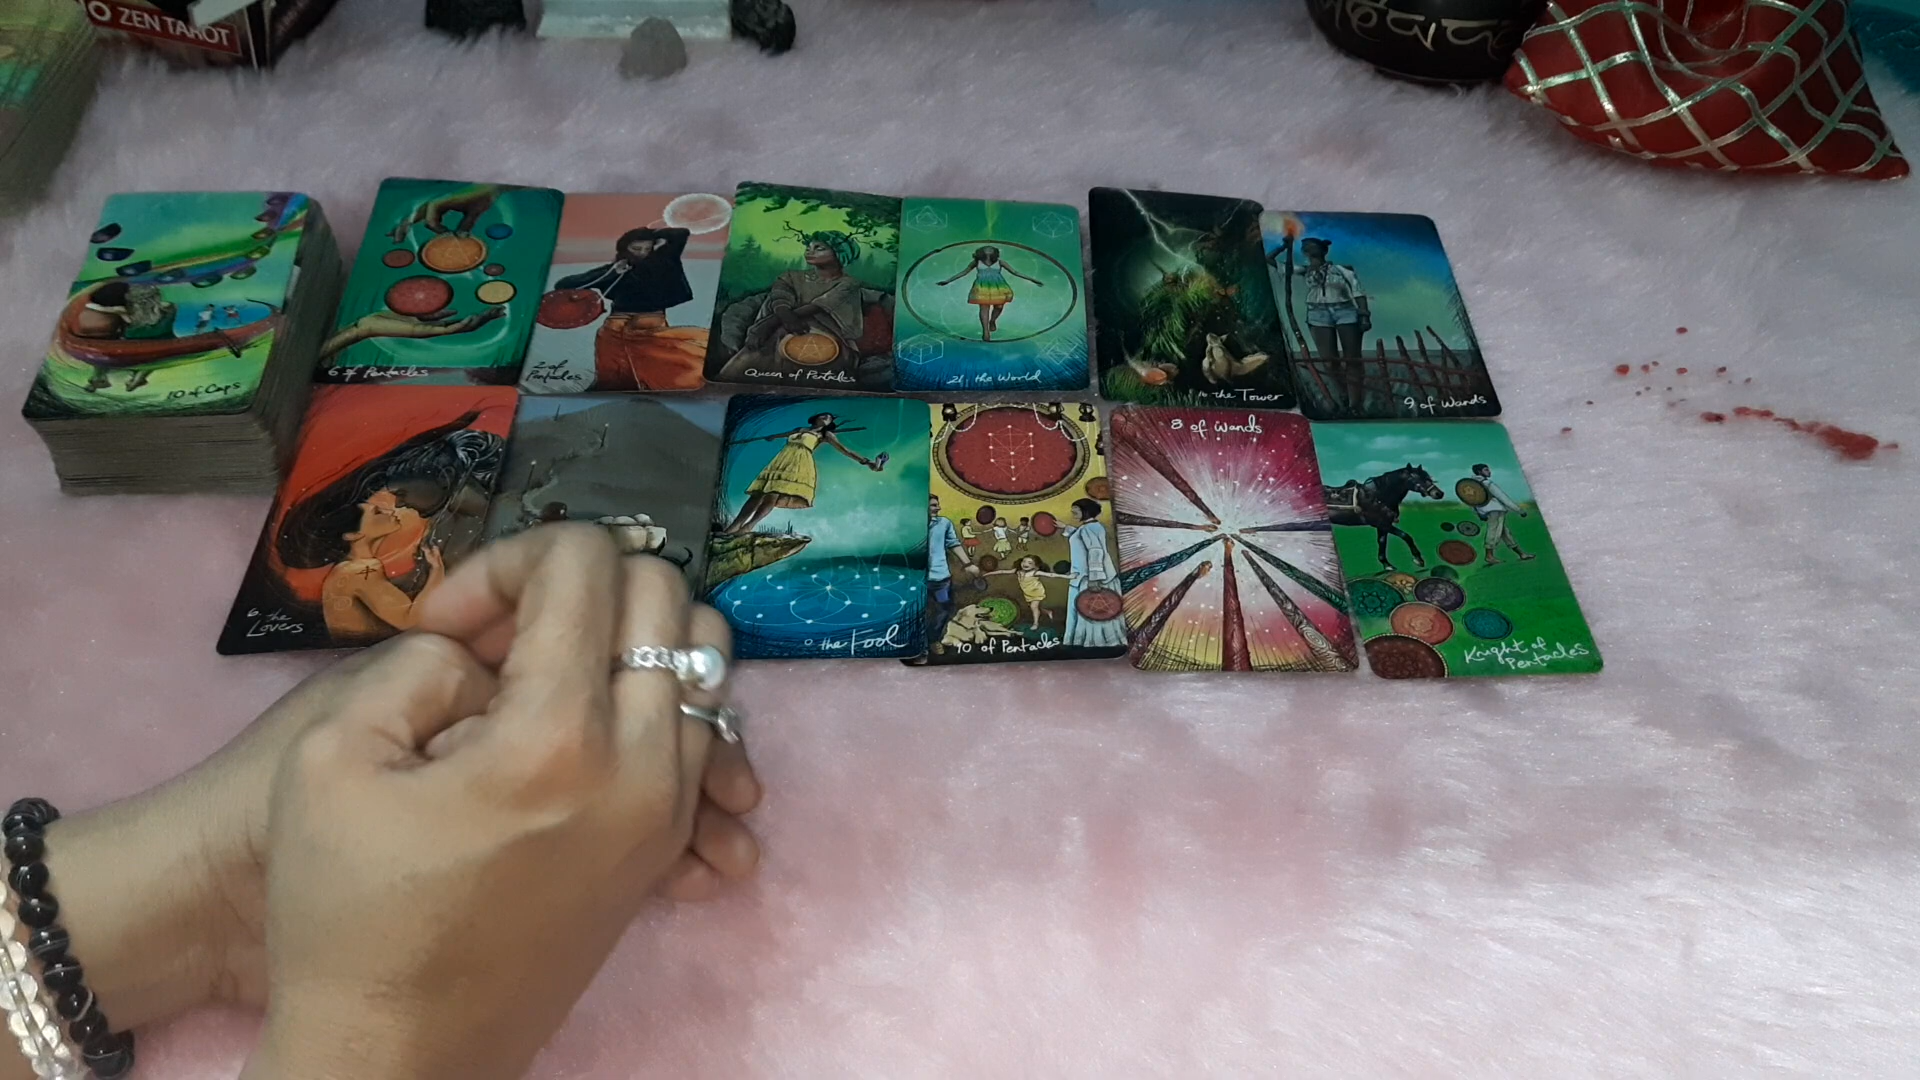 O ZEN TAROT
10 of Cups
6 of Pentacles
2 of
Pentacles
Queen of Pentacles
21, the World
16 the Tower
9 of Wands
6. the
Lovers
0 the Fool
10 of Pentacles
8 of Wands
Knight of
Pentacles